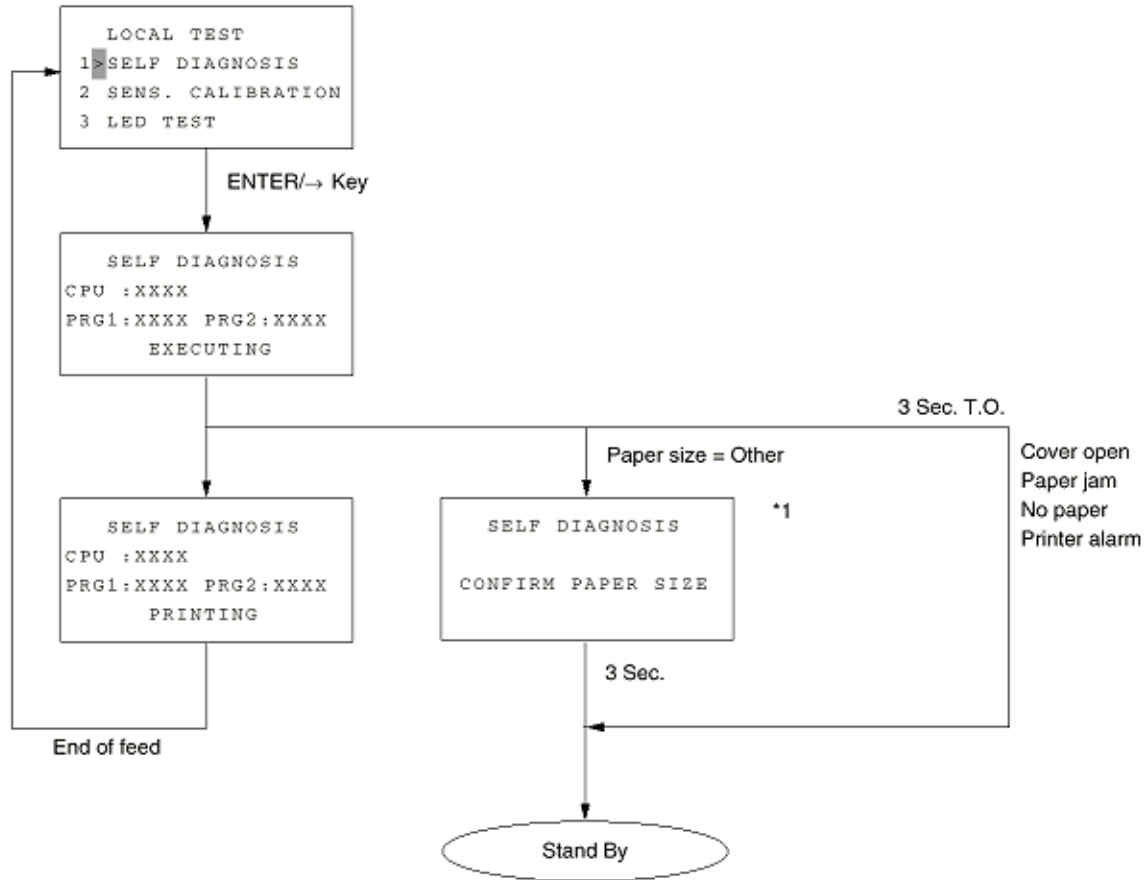 LOCAL TEST
1>SELF DIAGNOSIS
2 SENS. CALIBRATION
3 LED TEST
ENTER/→ Key
SELF DIAGNOSIS
CPU :XXXX
PRG1:XXXX PRG2:XXXX
EXECUTING
3 Sec. T.O.
Paper size = Other
Cover open
Paper jam
No paper
Printer alarm
SELF DIAGNOSIS
CPU :XXXX
PRG1:XXXX PRG2:XXXX
PRINTING
SELF DIAGNOSIS
CONFIRM PAPER SIZE
*1
3 Sec.
End of feed
Stand By